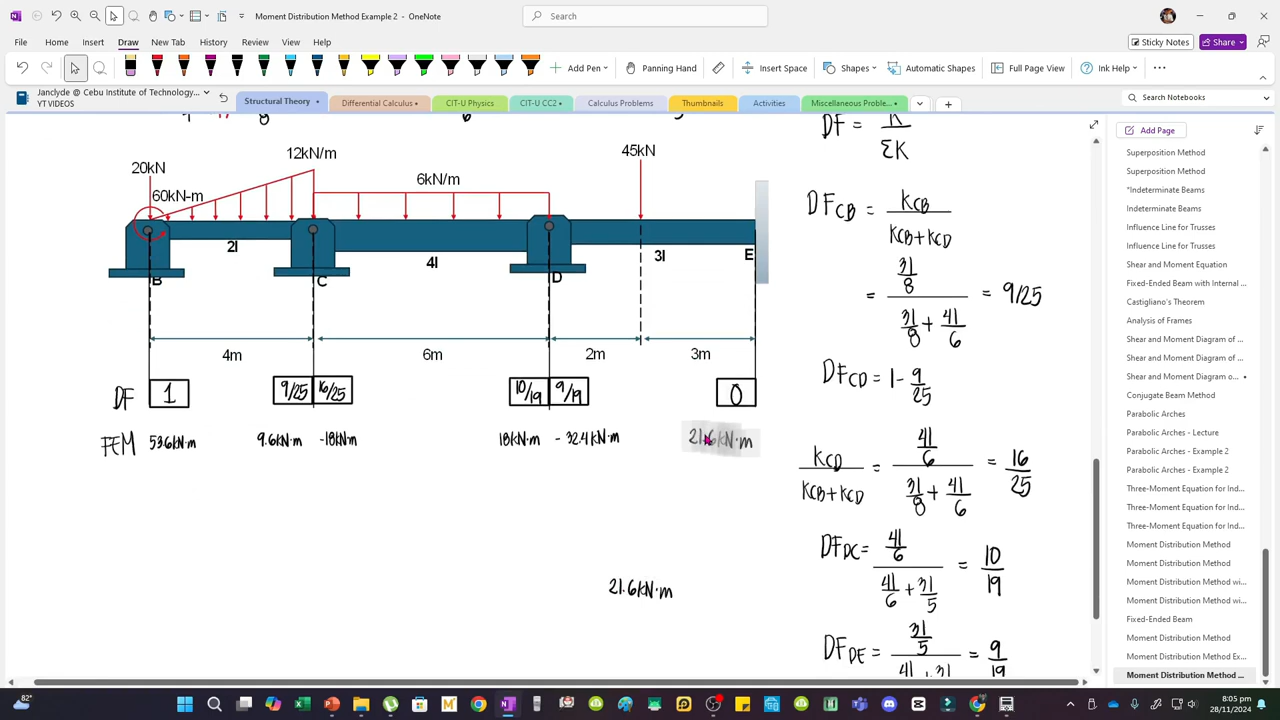 Moment Distribution Method Example 2 - OneNote
Search
File Home Insert Draw New Tab History Review View Help
Sticky Notes Share
Add Pen Panning Hand Insert Space Shapes Automatic Shapes Full Page View Ink Help
Janclyde @ Cebu Institute of Technology...
YT VIDEOS
Structural Theory Differential Calculus CIT-U Physics CIT-U CC2 Calculus Problems Thumbnails Activities Miscellaneous Proble...
Search Notebooks
Add Page
Superposition Method
Superposition Method
*Indeterminate Beams
Indeterminate Beams
Influence Line for Trusses
Influence Line for Trusses
Shear and Moment Equation
Fixed-Ended Beam with Internal ...
Castigliano's Theorem
Analysis of Frames
Shear and Moment Diagram of ...
Shear and Moment Diagram of ...
Shear and Moment Diagram o...
Conjugate Beam Method
Parabolic Arches
Parabolic Arches - Lecture
Parabolic Arches - Example 2
Parabolic Arches - Example 2
Three-Moment Equation for Ind...
Three-Moment Equation for Ind...
Three-Moment Equation for Ind...
Moment Distribution Method
Moment Distribution Method
Moment Distribution Method wi...
Moment Distribution Method wi...
Fixed-Ended Beam
Moment Distribution Method
Moment Distribution Method Ex...
Moment Distribution Method ...
20kN 12kN/m 6kN/m 45kN
60kN-m
2I 4I 3I
B C D E
4m 6m 2m 3m
DF 1 9/25 16/25 10/19 9/19 0
FEM 53.6kN·m 9.6kN·m -18kN·m 18kN·m -32.4kN·m 21.6kN·m
21.6kN·m
DF = K / ΣK
DF CB = KCB / KCB+KCD
= 3I/8 / 3I/8 + 4I/6 = 9/25
DF CD = 1 - 9/25
KCD / KCB+KCD = 4I/6 / 3I/8 + 4I/6 = 16/25
DF DC = 4I/6 / 4I/6 + 3I/5 = 10/19
DF DE = 3I/5 / 4I 3I = 9/19
82°
8:05 pm
28/11/2024